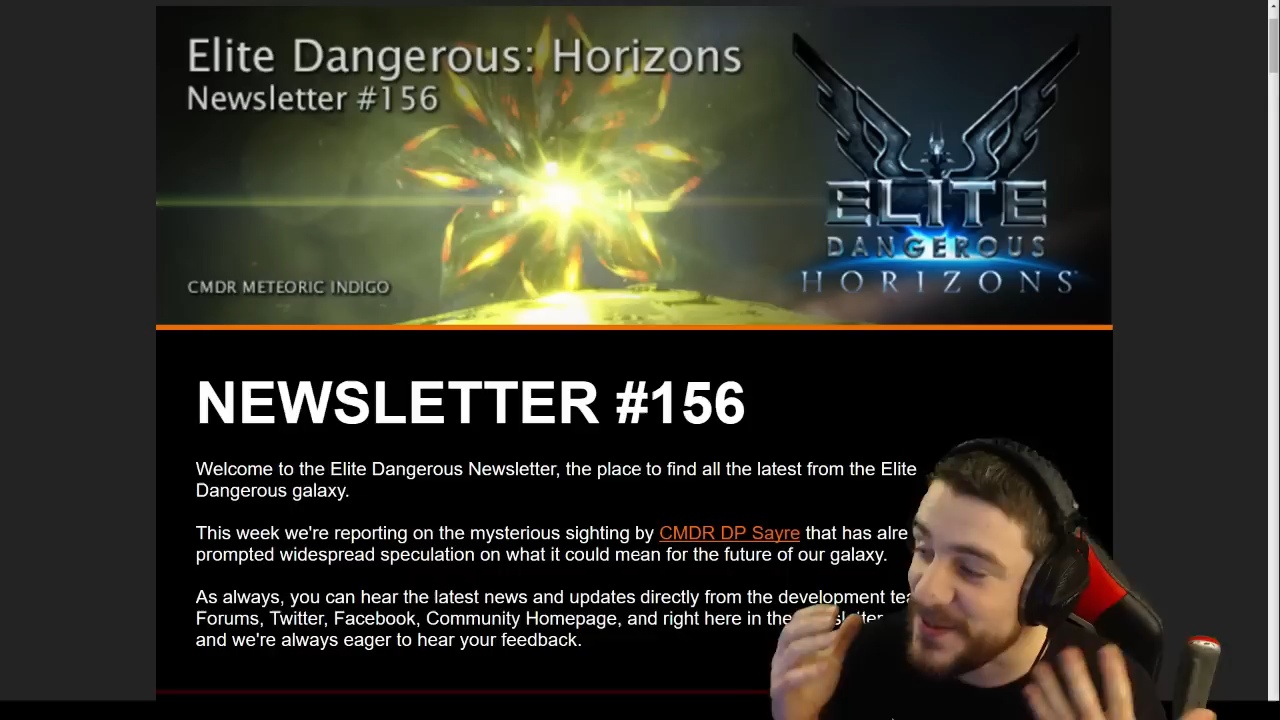 Elite Dangerous: Horizons
Newsletter #156
ELITE
DANGEROUS
HORIZONS
CMDR METEORIC INDIGO
NEWSLETTER #156
Welcome to the Elite Dangerous Newsletter, the place to find all the latest from the Elite
Dangerous galaxy.
This week we're reporting on the mysterious sighting by CMDR DP Sayre that has alre
prompted widespread speculation on what it could mean for the future of our galaxy.
As always, you can hear the latest news and updates directly from the development tea
Forums, Twitter, Facebook, Community Homepage, and right here in the
and we're always eager to hear your feedback.